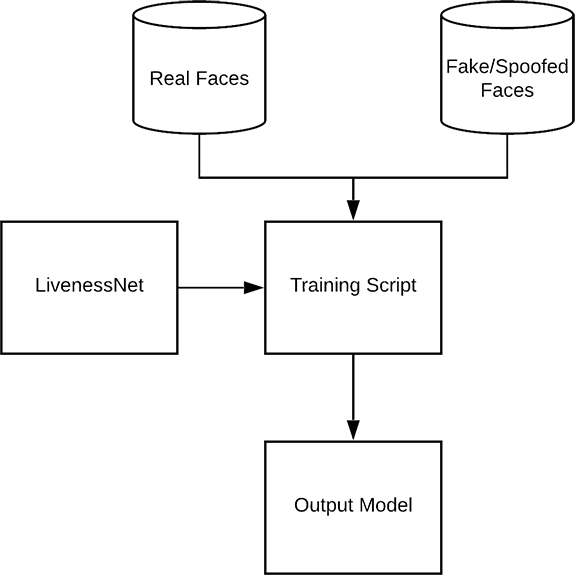 Real Faces
Fake/Spoofed
Faces
LivenessNet
Training Script
Output Model